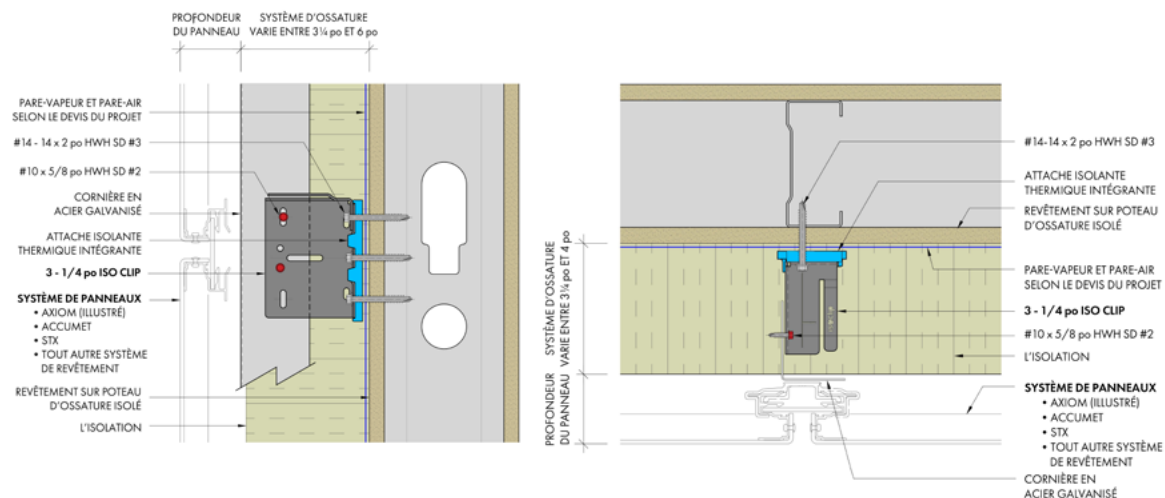 PROFONDEUR
DU PANNEAU
SYSTÈME D'OSSATURE
VARIE ENTRE 3¼ po ET 6 po
PARE-VAPEUR ET PARE-AIR
SELON LE DEVIS DU PROJET
#14 - 14 x 2 po HWH SD #3
#10 x 5/8 po HWH SD #2
CORNIÈRE EN
ACIER GALVANISÉ
ATTACHE ISOLANTE
THERMIQUE INTÉGRANTE
3 - 1/4 po ISO CLIP
SYSTÈME DE PANNEAUX
• AXIOM (ILLUSTRÉ)
• ACCUMET
• STX
• TOUT AUTRE SYSTÈME
DE REVÊTEMENT
REVÊTEMENT SUR POTEAU
D'OSSATURE ISOLÉ
L'ISOLATION
PROFONDEUR
DU PANNEAU
SYSTÈME D'OSSATURE
VARIE ENTRE 3¼ po ET 4 po
#14-14 x 2 po HWH SD #3
ATTACHE ISOLANTE
THERMIQUE INTÉGRANTE
REVÊTEMENT SUR POTEAU
D'OSSATURE ISOLÉ
PARE-VAPEUR ET PARE-AIR
SELON LE DEVIS DU PROJET
3 - 1/4 po ISO CLIP
#10 x 5/8 po HWH SD #2
L'ISOLATION
SYSTÈME DE PANNEAUX
• AXIOM (ILLUSTRÉ)
• ACCUMET
• STX
• TOUT AUTRE SYSTÈME
DE REVÊTEMENT
CORNIÈRE EN
ACIER GALVANISÉ